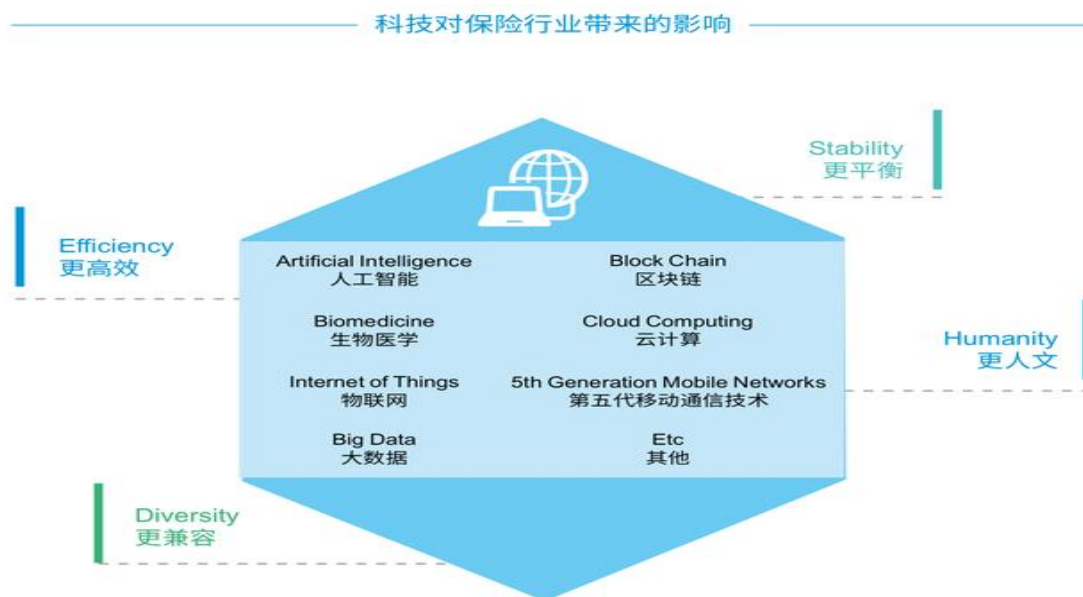 科技对保险行业带来的影响
Stability
更平衡
Efficiency
更高效
Artificial Intelligence
人工智能
Block Chain
区块链
Biomedicine
生物医学
Cloud Computing
云计算
Humanity
更人文
Internet of Things
物联网
5th Generation Mobile Networks
第五代移动通信技术
Big Data
大数据
Etc
其他
Diversity
更兼容